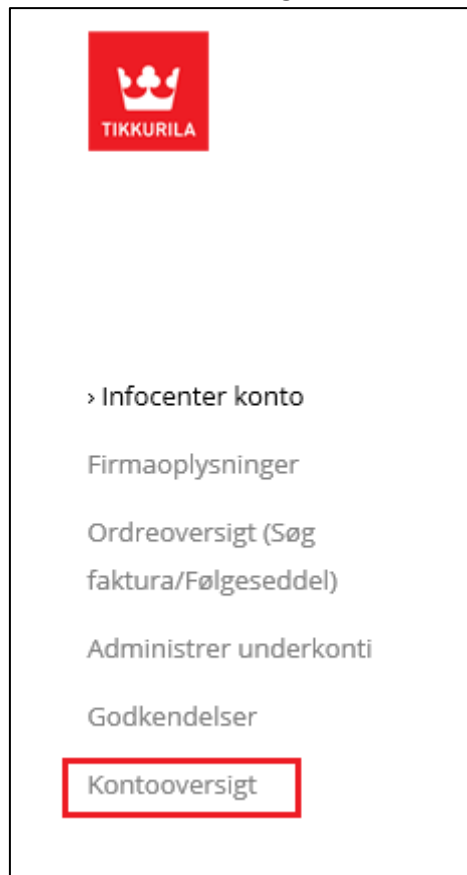 TIKKURILA
› Infocenter konto
Firmaoplysninger
Ordreoversigt (Søg
faktura/Følgeseddel)
Administrer underkonti
Godkendelser
Kontooversigt